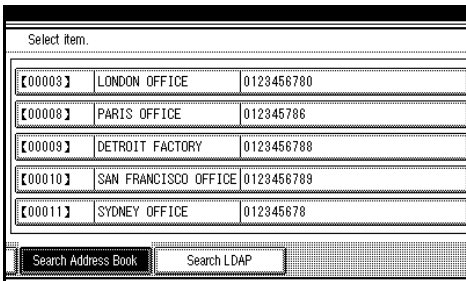 Select item.
【00003】 LONDON OFFICE 0123456780
【00008】 PARIS OFFICE 012345786
【00009】 DETROIT FACTORY 0123456788
【00010】 SAN FRANCISCO OFFICE 0123456789
【00011】 SYDNEY OFFICE 012345678
Search Address Book Search LDAP